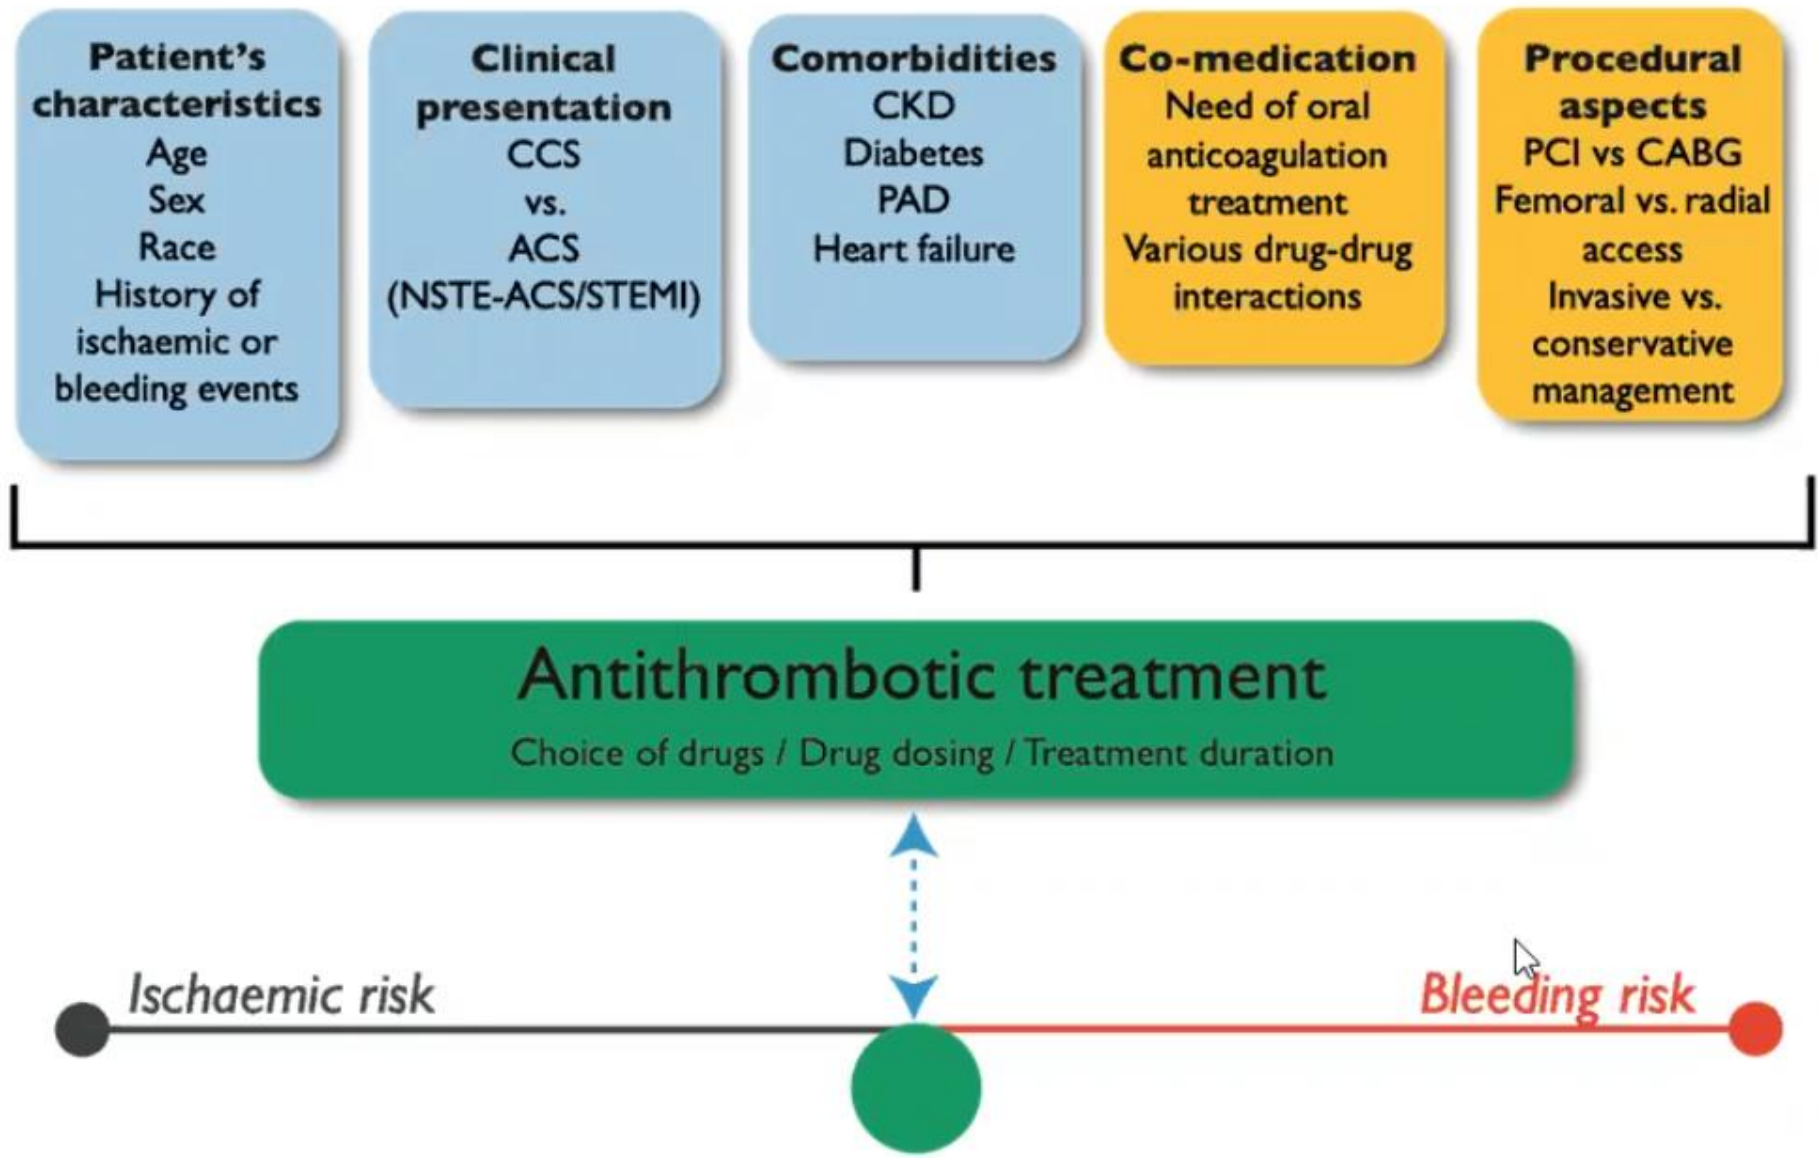 Patient's
characteristics
Age
Sex
Race
History of
ischaemic or
bleeding events
Clinical
presentation
CCS
vs.
ACS
(NSTE-ACS/STEMI)
Comorbidities
CKD
Diabetes
PAD
Heart failure
Co-medication
Need of oral
anticoagulation
treatment
Various drug-drug
interactions
Procedural
aspects
PCI vs CABG
Femoral vs. radial
access
Invasive vs.
conservative
management
Antithrombotic treatment
Choice of drugs / Drug dosing / Treatment duration
Ischaemic risk
Bleeding risk